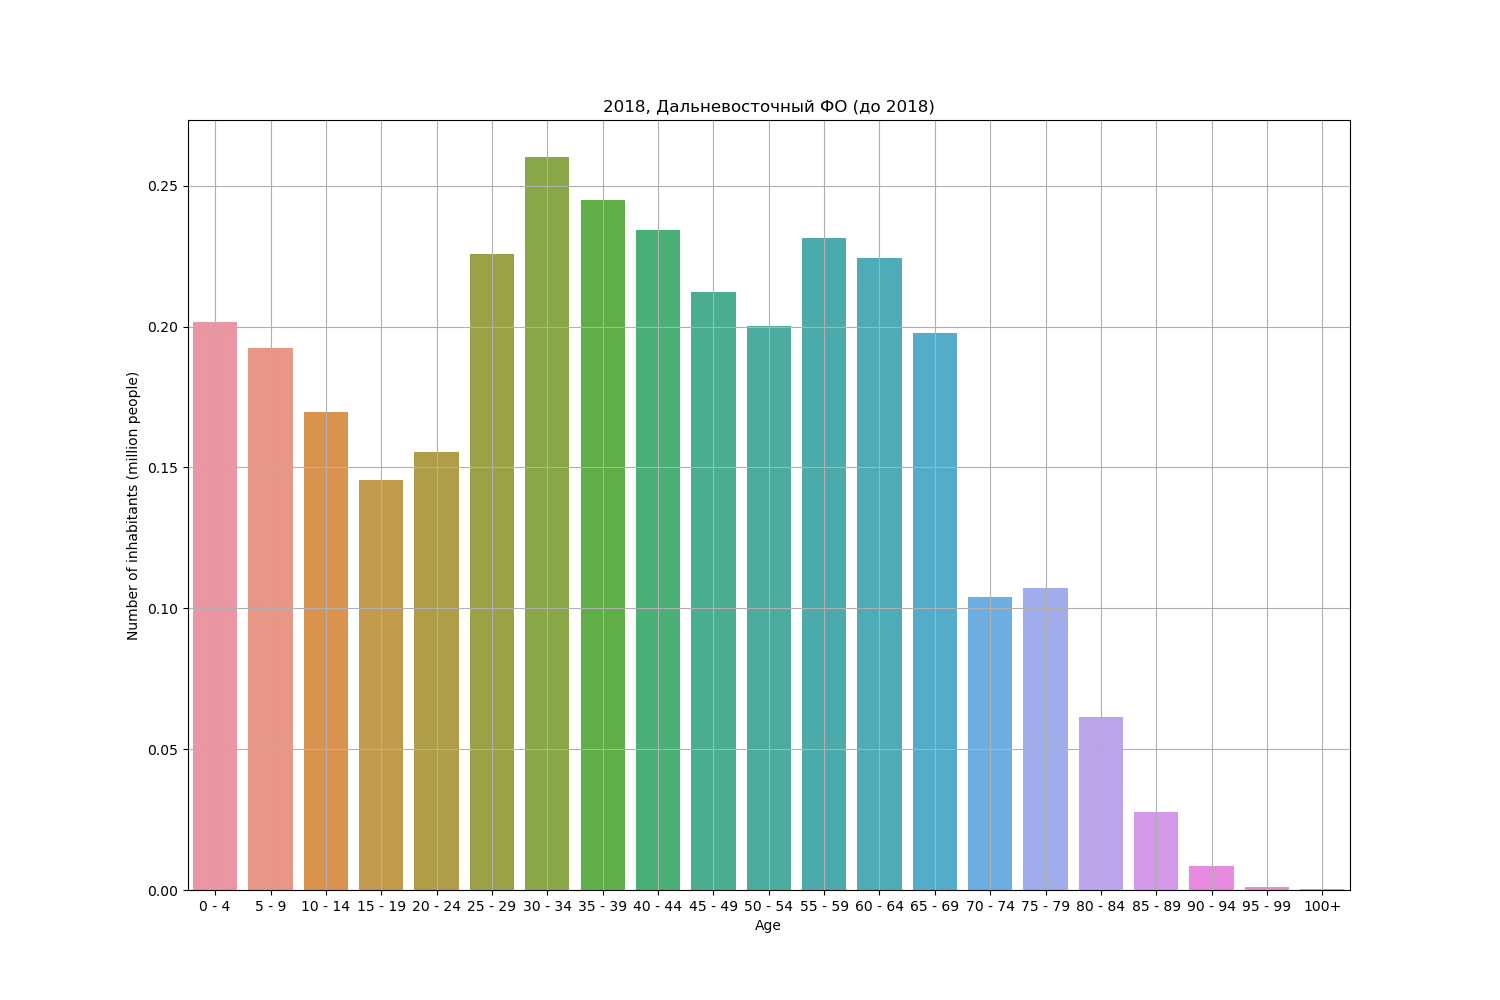 2018, Дальневосточный ФО (до 2018)
Number of inhabitants (million people)
0.25
0.20
0.15
0.10
0.05
0.00
0 - 4 5 - 9 10 - 14 15 - 19 20 - 24 25 - 29 30 - 34 35 - 39 40 - 44 45 - 49 50 - 54 55 - 59 60 - 64 65 - 69 70 - 74 75 - 79 80 - 84 85 - 89 90 - 94 95 - 99 100+
Age